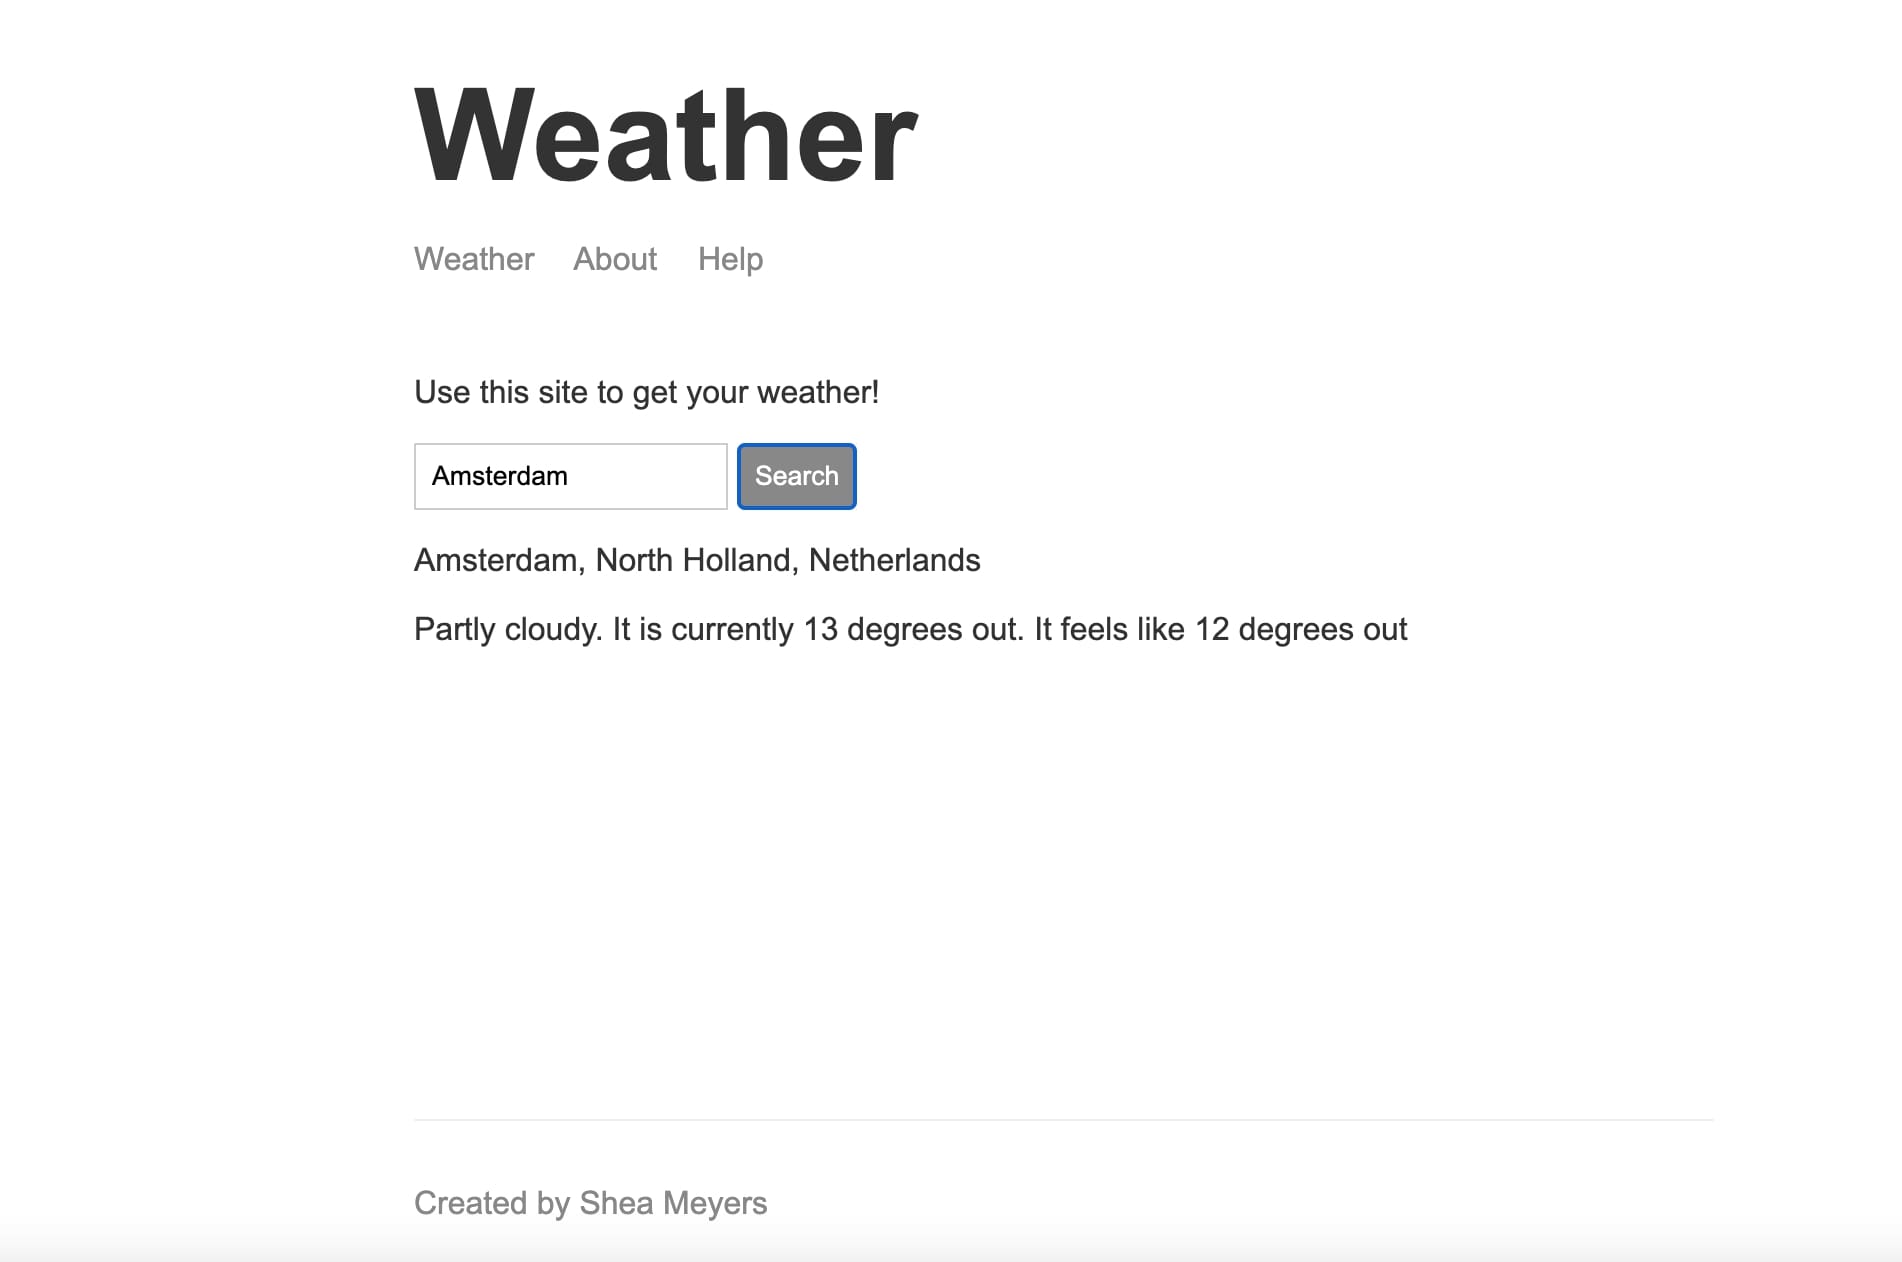 Weather
Weather About Help
Use this site to get your weather!
Amsterdam Search
Amsterdam, North Holland, Netherlands
Partly cloudy. It is currently 13 degrees out. It feels like 12 degrees out
Created by Shea Meyers